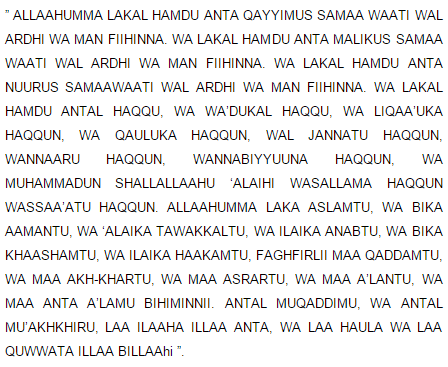 ” ALLAAHUMMA LAKAL HAMDU ANTA QAYYIMUS SAMAA WAATI WAL
ARDHI WA MAN FIIHINNA. WA LAKAL HAMDU ANTA MALIKUS SAMAA
WAATI WAL ARDHI WA MAN FIIHINNA. WA LAKAL HAMDU ANTA
NUURUS SAMAAWAATI WAL ARDHI WA MAN FIIHINNA. WA LAKAL
HAMDU ANTAL HAQQU, WA WA’DUKAL HAQQU, WA LIQAA’UKA
HAQQUN, WA QAULUKA HAQQUN, WAL JANNATU HAQQUN,
WANNAARU HAQQUN, WANNABIYYUUNA HAQQUN, WA
MUHAMMADUN SHALLALLAAHU ‘ALAIHI WASALLAMA HAQQUN
WASSAA’ATU HAQQUN. ALLAAHUMMA LAKA ASLAMTU, WA BIKA
AAMANTU, WA ‘ALAIKA TAWAKKALTU, WA ILAIKA ANABTU, WA BIKA
KHAASHAMTU, WA ILAIKA HAAKAMTU, FAGHFIRLII MAA QADDAMTU,
WA MAA AKH-KHARTU, WA MAA ASRARTU, WA MAA A’LANTU, WA
MAA ANTA A’LAMU BIHIMINNII. ANTAL MUQADDIMU, WA ANTAL
MU’AKHKHIRU, LAA ILAAHA ILLAA ANTA, WA LAA HAULA WA LAA
QUWWATA ILLAA BILLAAhi ”.